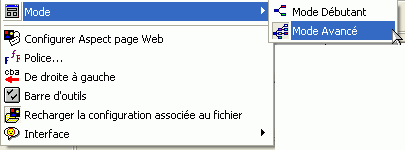 Mode
Mode Débutant
Mode Avancé
Configurer Aspect page Web
Police...
De droite à gauche
Barre d'outils
Recharger la configuration associée au fichier
Interface